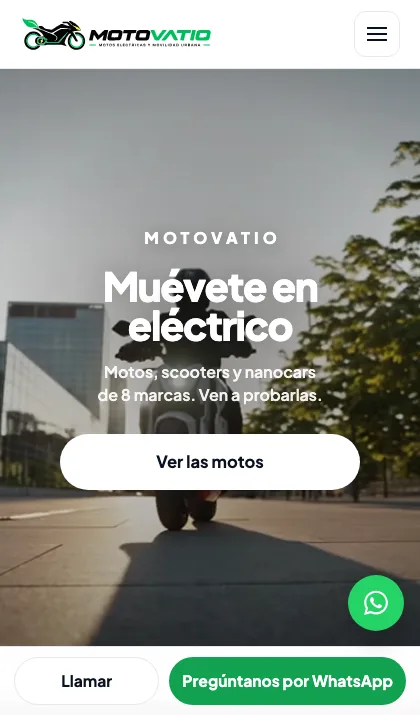 MOTOVATIO
MOTOS ELÉCTRICAS Y MOVILIDAD URBANA
MOTOVATIO
Muévete en
eléctrico
Motos, scooters y nanocars
de 8 marcas. Ven a probarlas.
Ver las motos
Llamar
Pregúntanos por WhatsApp